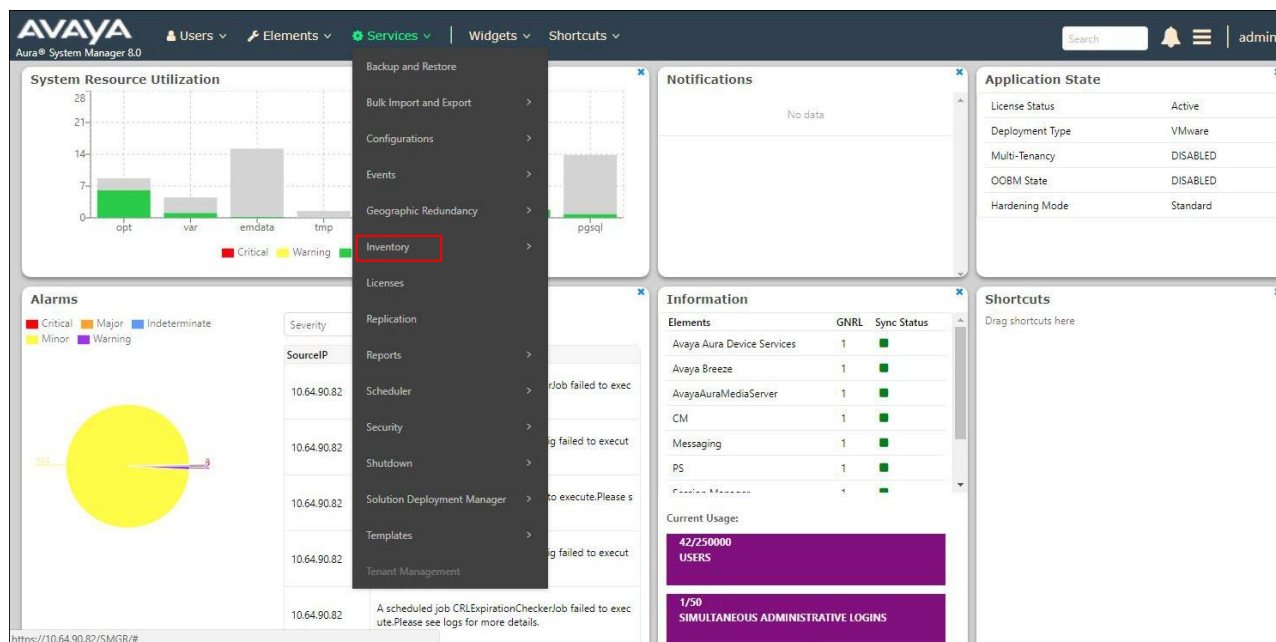 AVAYA
Aura® System Manager 8.0
Users
Elements
Services
Widgets
Shortcuts
Search
admin
System Resource Utilization
28
21
14
7
0
opt
var
emdata
tmp
pgsql
Critical
Warning
Backup and Restore
Bulk Import and Export
Configurations
Events
Geographic Redundancy
Inventory
Licenses
Replication
Reports
Scheduler
Security
Shutdown
Solution Deployment Manager
Templates
Tenant Management
Notifications
No data
Application State
License Status Active
Deployment Type VMware
Multi-Tenancy DISABLED
OOBM State DISABLED
Hardening Mode Standard
Alarms
Critical Major Indeterminate
Minor Warning
Severity
SourceIP
10.64.90.82
rJob failed to exec
10.64.90.82
ig failed to execut
10.64.90.82
to execute.Please s
10.64.90.82
ig failed to execut
10.64.90.82
A scheduled job CRLExpirationCheckerJob failed to exec
ute.Please see logs for more details.
Information
Elements GNRL Sync Status
Avaya Aura Device Services 1
Avaya Breeze 1
AvayaAuraMediaServer 1
CM 1
Messaging 1
PS 1
Session Manager 1
Current Usage:
42/250000
USERS
1/50
SIMULTANEOUS ADMINISTRATIVE LOGINS
Shortcuts
Drag shortcuts here
https://10.64.90.82/SMGR/#